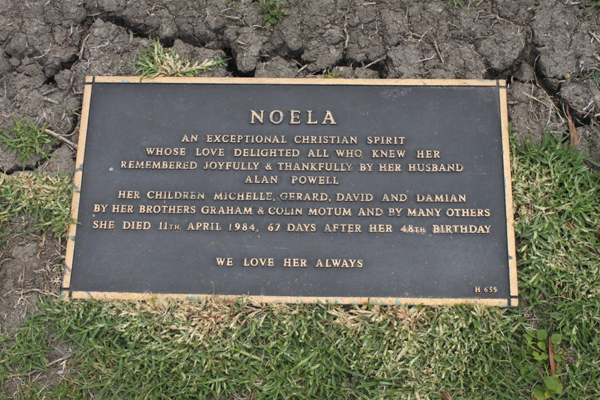 NOELA
AN EXCEPTIONAL CHRISTIAN SPIRIT
WHOSE LOVE DELIGHTED ALL WHO KNEW HER
REMEMBERED JOYFULLY & THANKFULLY BY HER HUSBAND
ALAN POWELL
HER CHILDREN MICHELLE, GERARD, DAVID AND DAMIAN
BY HER BROTHERS GRAHAM & COLIN MOTUM AND BY MANY OTHERS
SHE DIED 11TH APRIL 1984, 67 DAYS AFTER HER 48TH BIRTHDAY
WE LOVE HER ALWAYS
H 655